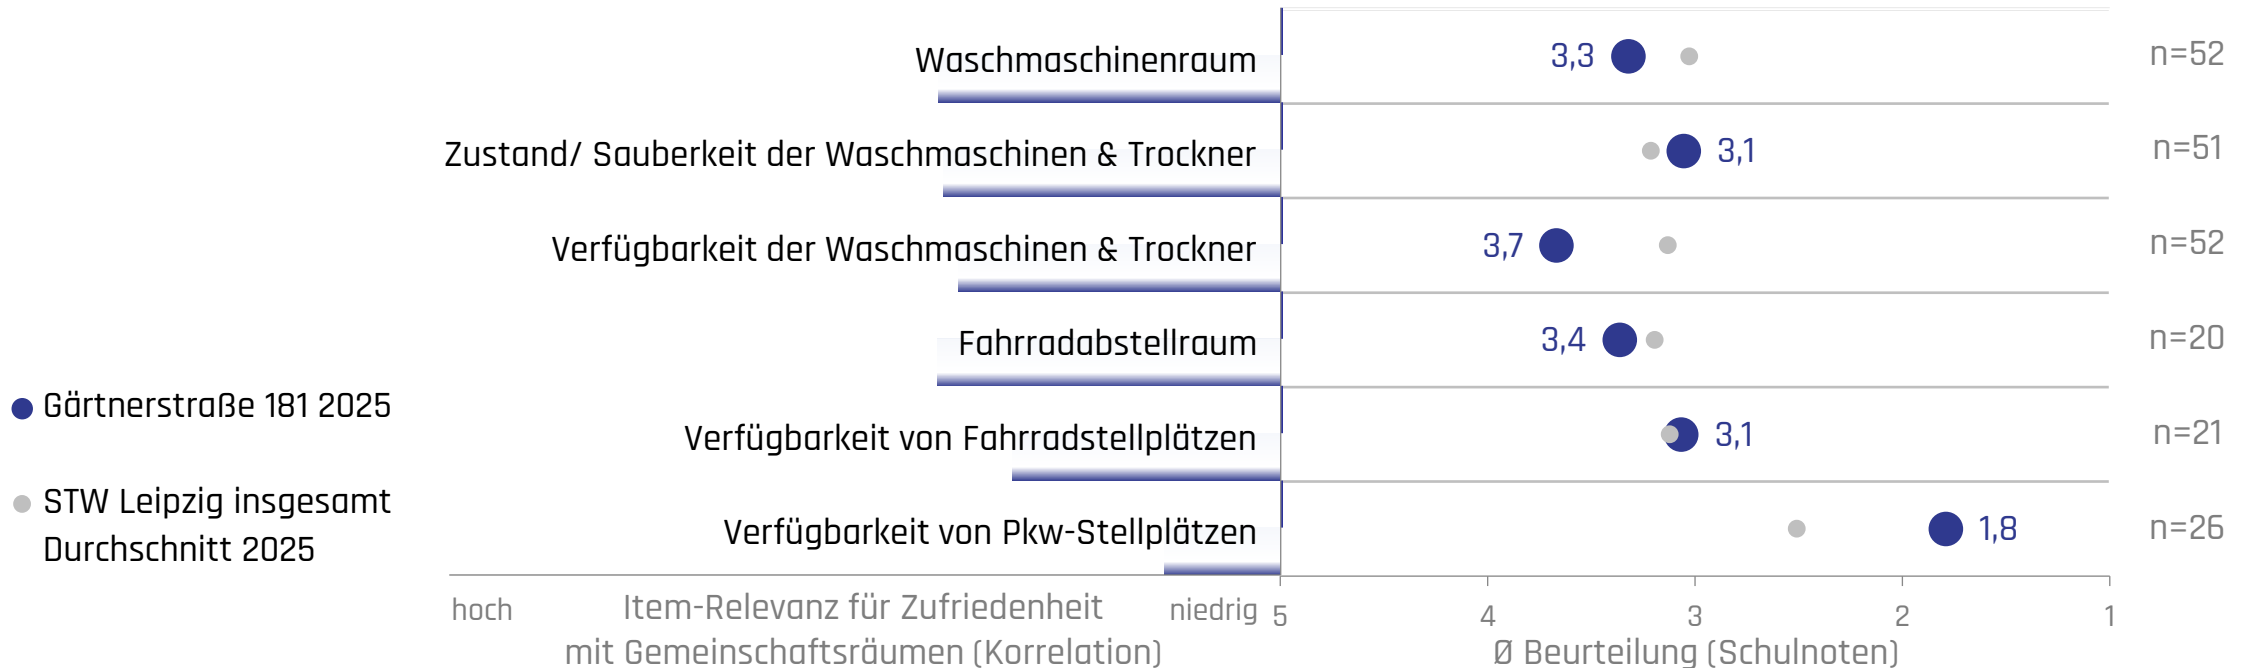 Waschmaschinenraum 3,3 n=52
Zustand/ Sauberkeit der Waschmaschinen & Trockner 3,1 n=51
Verfügbarkeit der Waschmaschinen & Trockner 3,7 n=52
Fahrradabstellraum 3,4 n=20
Gärtnerstraße 181 2025
Verfügbarkeit von Fahrradstellplätzen 3,1 n=21
STW Leipzig insgesamt
Durchschnitt 2025
Verfügbarkeit von Pkw-Stellplätzen 1,8 n=26
hoch Item-Relevanz für Zufriedenheit niedrig 5 4 3 2 1
mit Gemeinschaftsräumen (Korrelation) Ø Beurteilung (Schulnoten)